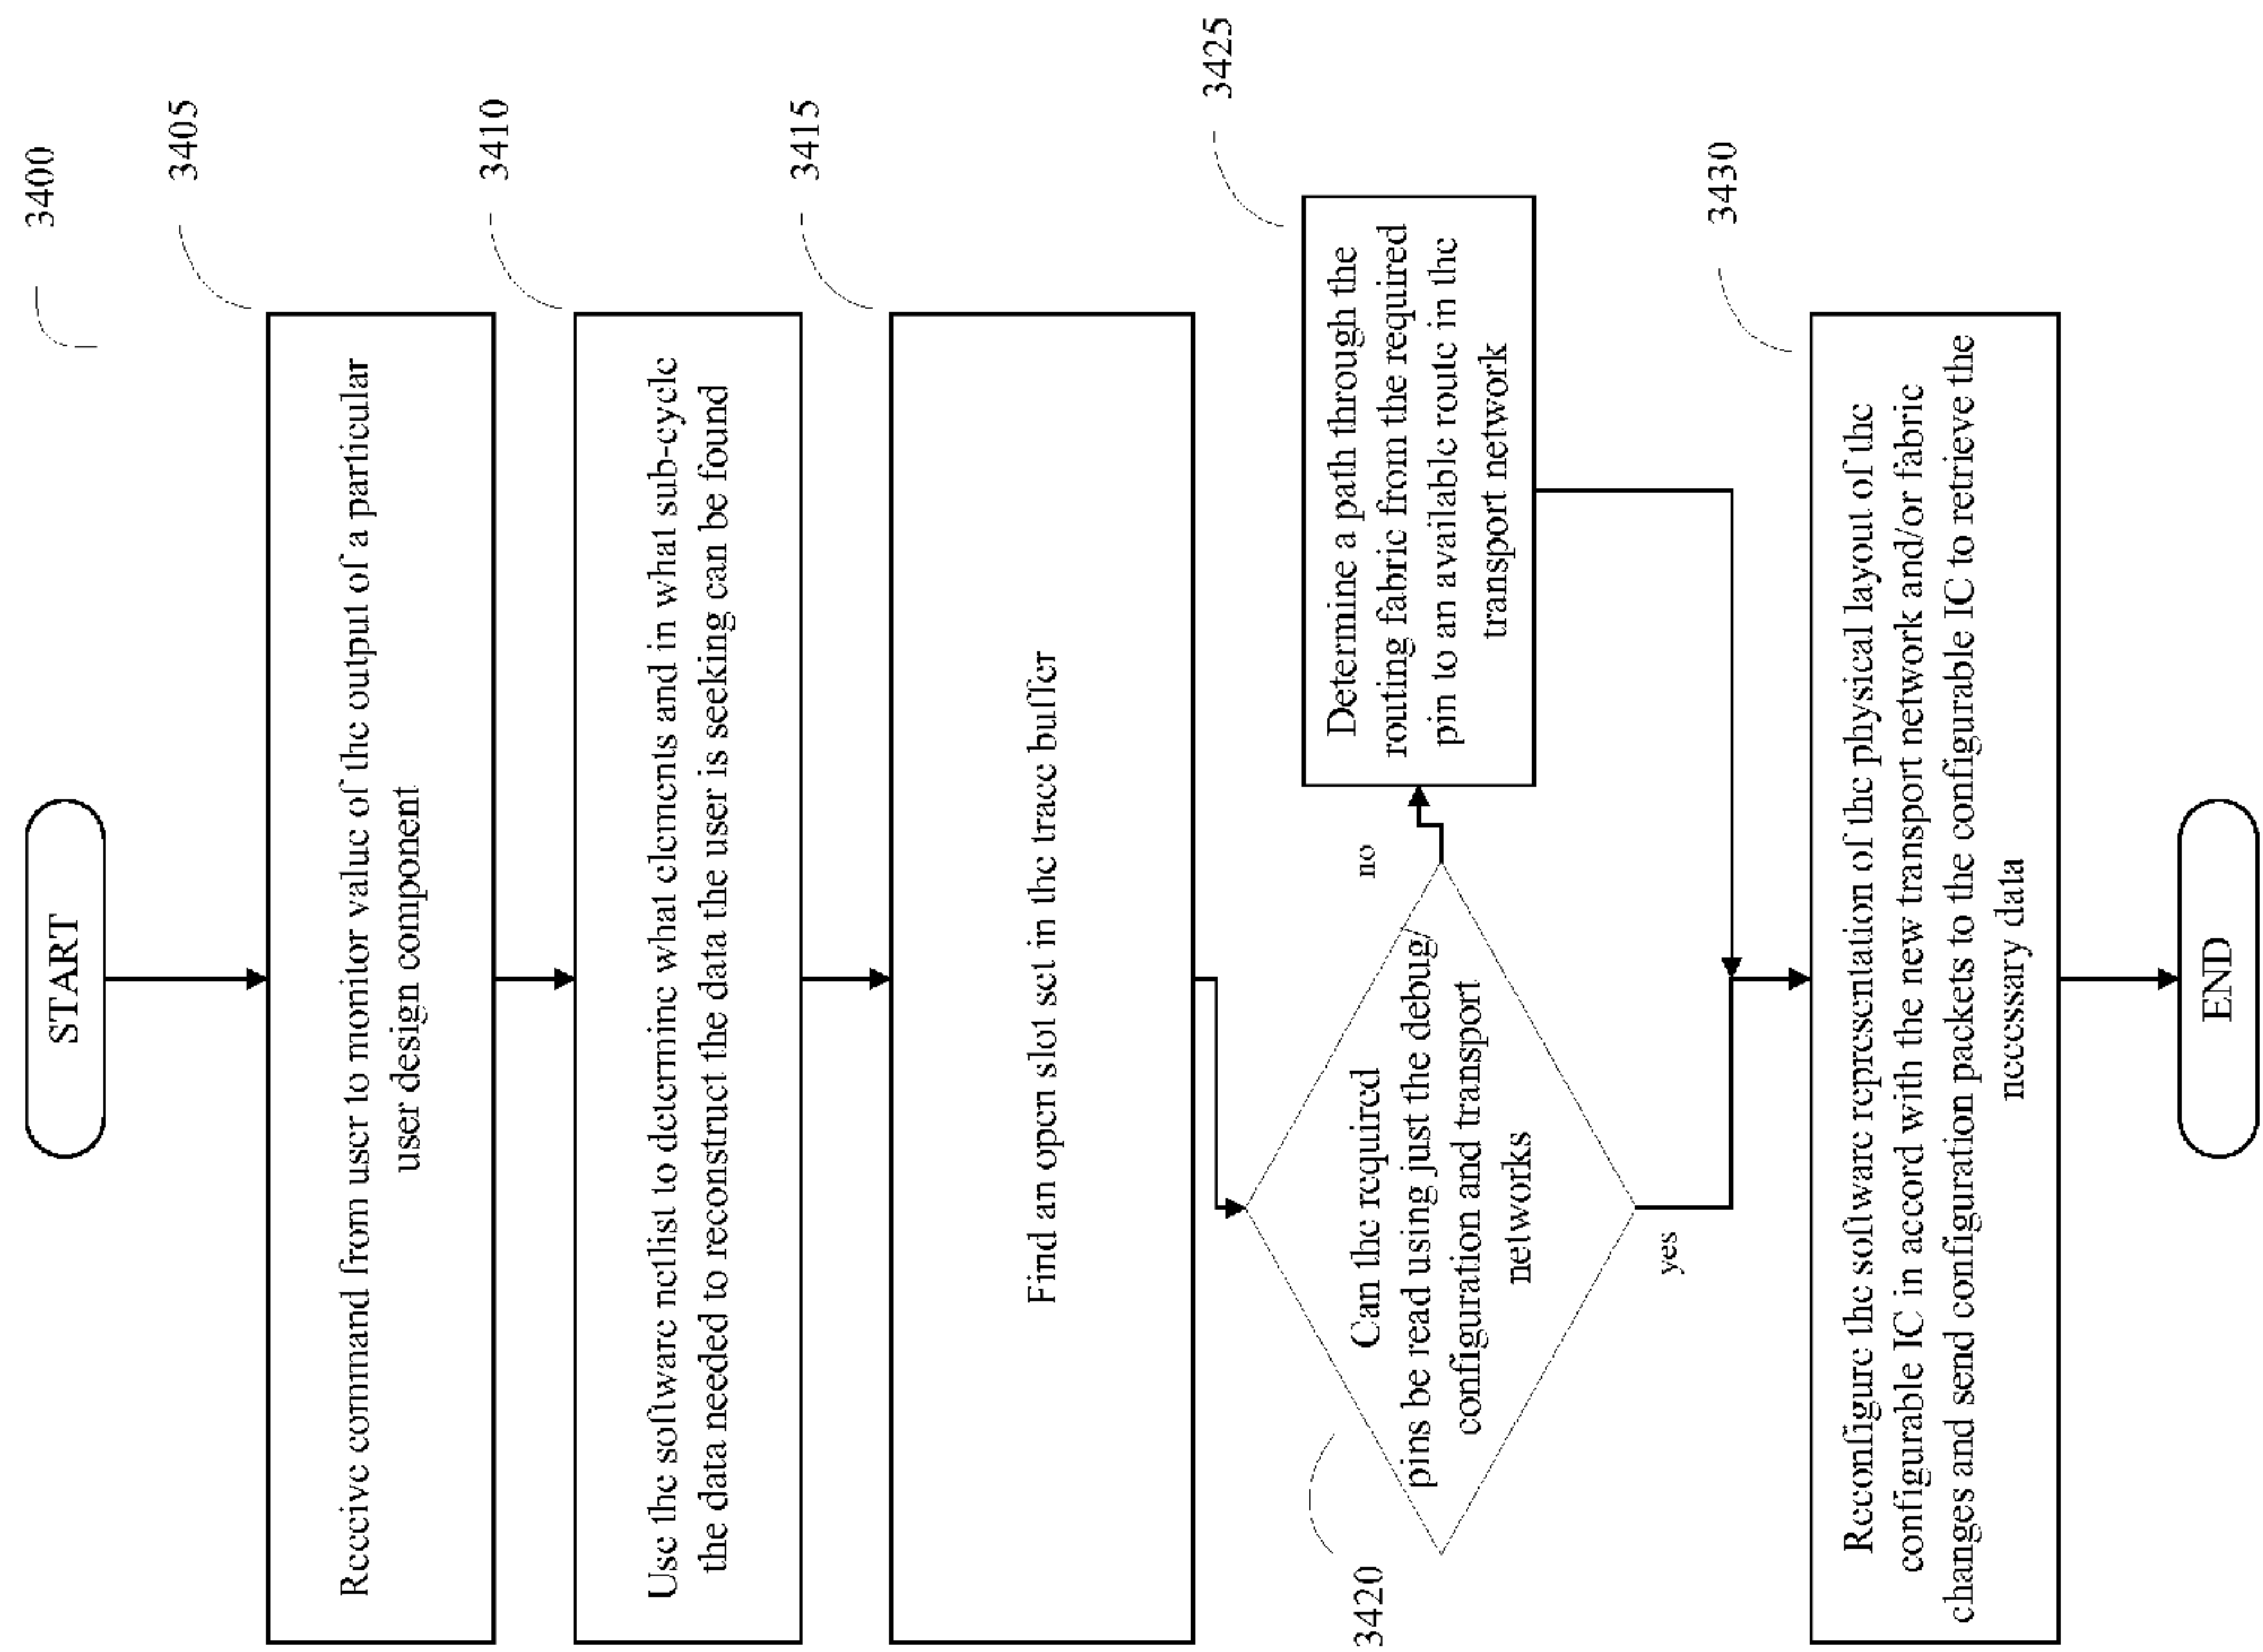 3400
START
3405
Receive command from user to monitor value of the output of a particular
user design component
3410
Use the software netlist to determine what elements and in what sub-cycle
the data needed to reconstruct the data the user is seeking can be found
3415
Find an open slot set in the trace buffer
3420
Can the required
pins be read using just the debug
configuration and transport
networks
no
yes
3425
Determine a path through the
routing fabric from the required
pin to an available route in the
transport network
3430
Reconfigure the software representation of the physical layout of the
configurable IC in accord with the new transport network and/or fabric
changes and send configuration packets to the configurable IC to retrieve the
necessary data
END